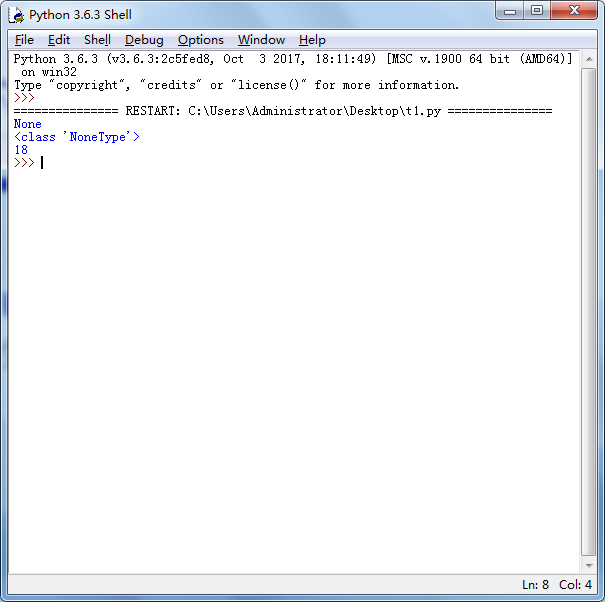 Python 3.6.3 Shell
File Edit Shell Debug Options Window Help
Python 3.6.3 (v3.6.3:2c5fed8, Oct  3 2017, 18:11:49) [MSC v.1900 64 bit (AMD64)]
 on win32
Type "copyright", "credits" or "license()" for more information.
>>>
=============== RESTART: C:\Users\Administrator\Desktop\t1.py ===============
None
<class 'NoneType'>
18
>>>
Ln: 8 Col: 4